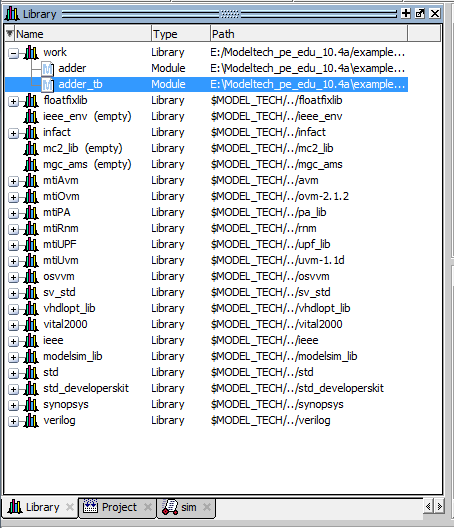 Library
Name Type Path
work Library E:/Modeltech_pe_edu_10.4a/example...
adder Module E:\Modeltech_pe_edu_10.4a\example...
adder_tb Module E:\Modeltech_pe_edu_10.4a\example...
floatfixlib Library $MODEL_TECH/../floatfixlib
ieee_env (empty) Library $MODEL_TECH/../ieee_env
infact Library $MODEL_TECH/../infact
mc2_lib (empty) Library $MODEL_TECH/../mc2_lib
mgc_ams (empty) Library $MODEL_TECH/../mgc_ams
mtiAvm Library $MODEL_TECH/../avm
mtiOvm Library $MODEL_TECH/../ovm-2.1.2
mtiPA Library $MODEL_TECH/../pa_lib
mtiRnm Library $MODEL_TECH/../rnm
mtiUPF Library $MODEL_TECH/../upf_lib
mtiUvm Library $MODEL_TECH/../uvm-1.1d
osvvm Library $MODEL_TECH/../osvvm
sv_std Library $MODEL_TECH/../sv_std
vhdlopt_lib Library $MODEL_TECH/../vhdlopt_lib
vital2000 Library $MODEL_TECH/../vital2000
ieee Library $MODEL_TECH/../ieee
modelsim_lib Library $MODEL_TECH/../modelsim_lib
std Library $MODEL_TECH/../std
std_developerskit Library $MODEL_TECH/../std_developerskit
synopsys Library $MODEL_TECH/../synopsys
verilog Library $MODEL_TECH/../verilog
Library Project sim